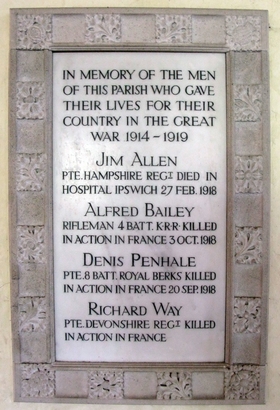 IN MEMORY OF THE MEN
OF THIS PARISH WHO GAVE
THEIR LIVES FOR THEIR
COUNTRY IN THE GREAT
WAR 1914-1919
JIM ALLEN
PTE. HAMPSHIRE REGT DIED IN
HOSPITAL IPSWICH 27 FEB. 1918
ALFRED BAILEY
RIFLEMAN 4 BATT. K·R·R· KILLED
IN ACTION IN FRANCE 3 OCT. 1918
DENIS PENHALE
PTE. 8 BATT. ROYAL BERKS KILLED
IN ACTION IN FRANCE 20 SEP. 1918
RICHARD WAY
PTE. DEVONSHIRE REGT KILLED
IN ACTION IN FRANCE